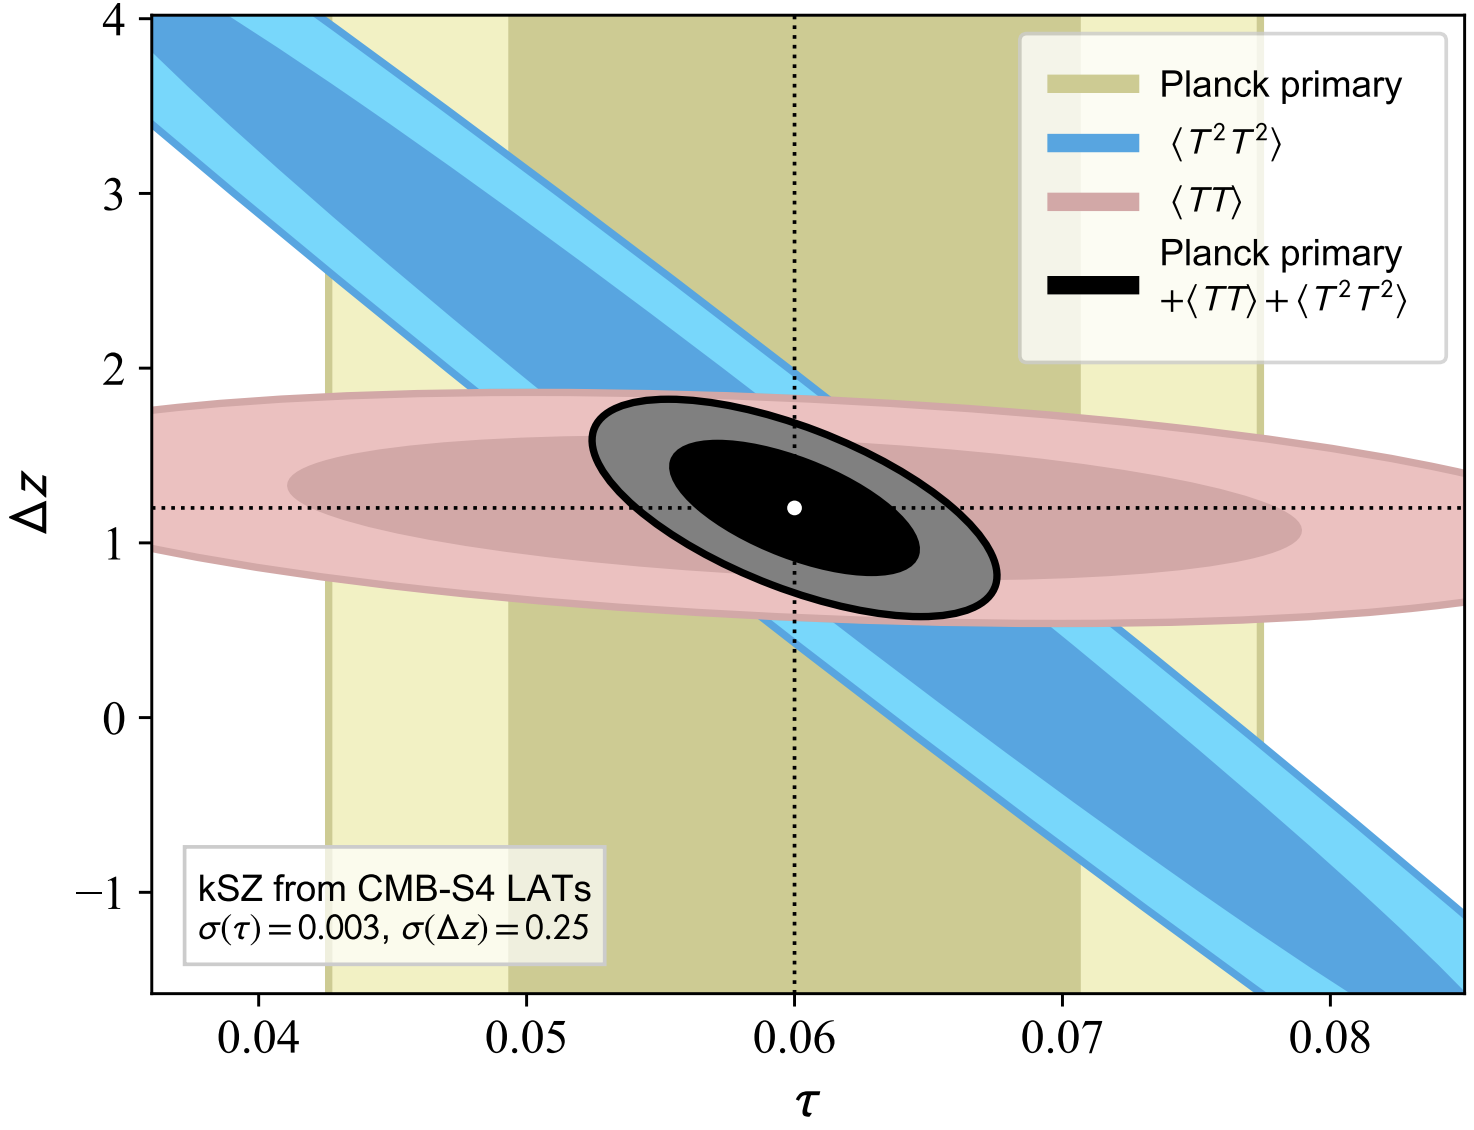 4
3
2
1
0
−1
Δz
Planck primary
⟨T²T²⟩
⟨TT⟩
Planck primary
+⟨TT⟩+⟨T²T²⟩
kSZ from CMB-S4 LATs
σ(τ)=0.003, σ(Δz)=0.25
0.04 0.05 0.06 0.07 0.08
τ